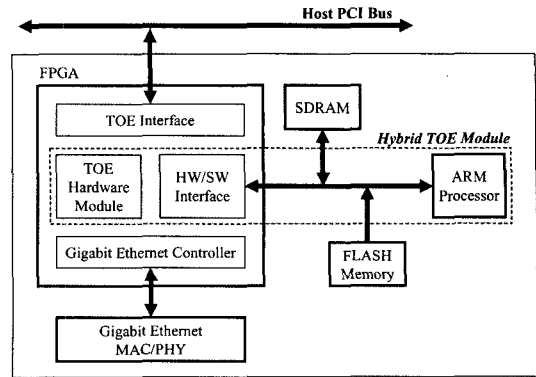 Host PCI Bus
FPGA
TOE Interface
SDRAM
Hybrid TOE Module
TOE
Hardware
Module
HW/SW
Interface
ARM
Processor
Gigabit Ethernet Controller
FLASH
Memory
Gigabit Ethernet
MAC/PHY